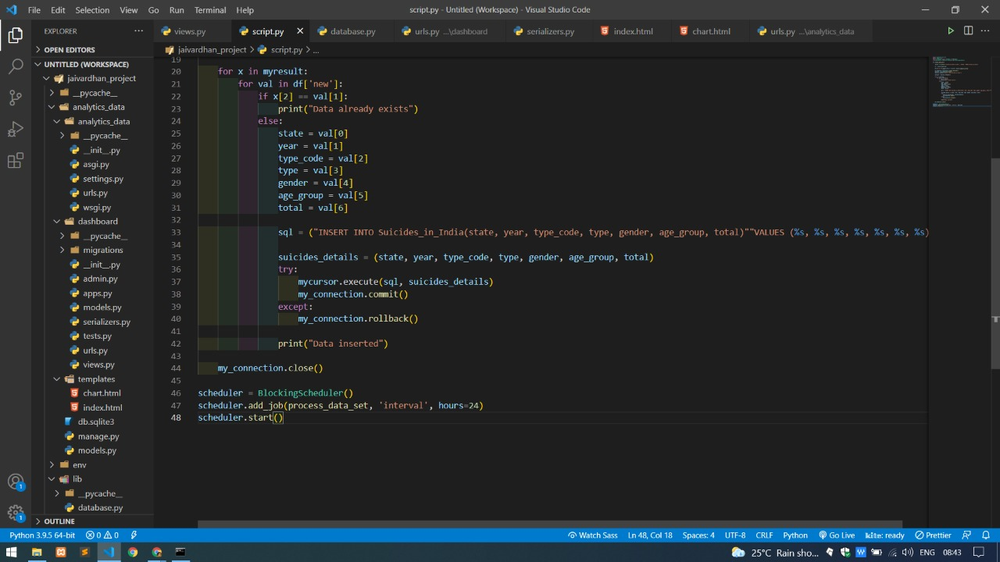 File Edit Selection View Go Run Terminal Help
script.py - Untitled (Workspace) - Visual Studio Code
EXPLORER
views.py script.py database.py urls.py ...\dashboard serializers.py index.html chart.html urls.py ...\analytics_data
OPEN EDITORS
jaivardhan_project > script.py > ...
UNTITLED (WORKSPACE)
jaivardhan_project
__pycache__
analytics_data
analytics_data
__pycache__
__init__.py
asgi.py
settings.py
urls.py
wsgi.py
dashboard
__pycache__
migrations
__init__.py
admin.py
apps.py
models.py
serializers.py
tests.py
urls.py
views.py
templates
chart.html
index.html
db.sqlite3
manage.py
models.py
env
lib
__pycache__
database.py
OUTLINE
19
20 for x in myresult:
21 for val in df['new']:
22 if x[2] == val[1]:
23 print("Data already exists")
24 else:
25 state = val[0]
26 year = val[1]
27 type_code = val[2]
28 type = val[3]
29 gender = val[4]
30 age_group = val[5]
31 total = val[6]
32
33 sql = ("INSERT INTO Suicides_in_India(state, year, type_code, type, gender, age_group, total)""VALUES (%s, %s, %s, %s, %s, %s, %s)
34
35 suicides_details = (state, year, type_code, type, gender, age_group, total)
36 try:
37 mycursor.execute(sql, suicides_details)
38 my_connection.commit()
39 except:
40 my_connection.rollback()
41
42 print("Data inserted")
43
44 my_connection.close()
45
46 scheduler = BlockingScheduler()
47 scheduler.add_job(process_data_set, 'interval', hours=24)
48 scheduler.start()
1
1
Python 3.9.5 64-bit 0 0 Watch Sass Ln 48, Col 18 Spaces: 4 UTF-8 CRLF Python Go Live kite: ready Prettier
25°C Rain sho... ENG 08:43